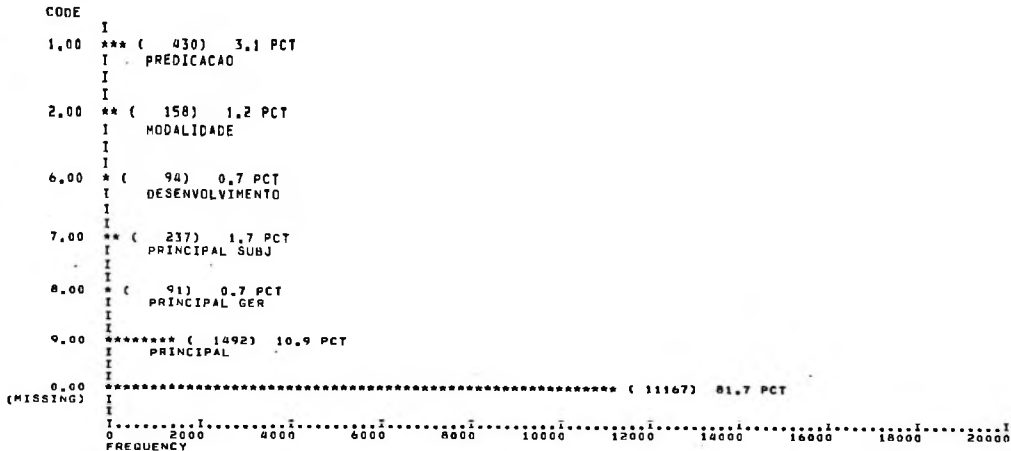 CODE
I
1.00 *** ( 430) 3.1 PCT
I PREDICACAO
I
I
2.00 ** ( 158) 1.2 PCT
I MODALIDADE
I
I
6.00 * ( 94) 0.7 PCT
I DESENVOLVIMENTO
I
I
7.00 ** ( 237) 1.7 PCT
I PRINCIPAL SUBJ
I
I
8.00 * ( 91) 0.7 PCT
I PRINCIPAL GER
I
I
9.00 ******** ( 1492) 10.9 PCT
I PRINCIPAL
I
I
0.00 ********************************************************* ( 11167) 81.7 PCT
(MISSING) I
I
I.........I.........I.........I.........I.........I.........I.........I.........I.........I.........I
0 2000 4000 6000 8000 10000 12000 14000 16000 18000 20000
FREQUENCY